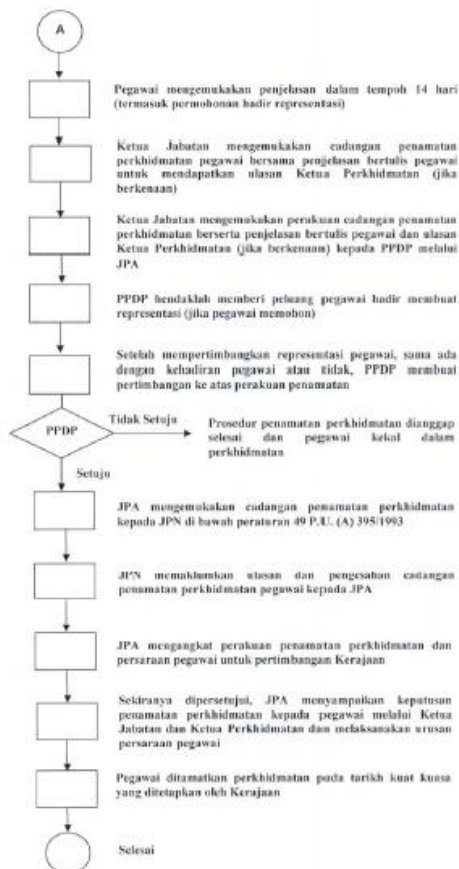 A
Pegawai mengemukakan penjelasan dalam tempoh 14 hari
(termasuk permohonan hadir representasi)
Ketua Jabatan mengemukakan cadangan penamatan
perkhidmatan pegawai bersama penjelasan bertulis pegawai
untuk mendapatkan ulasan Ketua Perkhidmatan (jika
berkenaan)
Ketua Jabatan mengemukakan perakuan cadangan penamatan
perkhidmatan berserta penjelasan bertulis pegawai dan ulasan
Ketua Perkhidmatan (jika berkenaan) kepada PPDP melalui
JPA
PPDP hendaklah memberi peluang pegawai hadir membuat
representasi (jika pegawai memohon)
Setelah mempertimbangkan representasi pegawai, sama ada
dengan kehadiran pegawai atau tidak, PPDP membuat
pertimbangan ke atas perakuan penamatan
PPDP
Tidak Setuju
Prosedur penamatan perkhidmatan dianggap
selesai dan pegawai kekal dalam
perkhidmatan
Setuju
JPA mengemukakan cadangan penamatan perkhidmatan
kepada JPN di bawah peraturan 49 P.U. (A) 395/1993
JPN memaklumkan ulasan dan pengesahan cadangan
penamatan perkhidmatan pegawai kepada JPA
JPA mengangkat perakuan penamatan perkhidmatan dan
persaraan pegawai untuk pertimbangan Kerajaan
Sekiranya dipersetujui, JPA menyampaikan keputusan
penamatan perkhidmatan kepada pegawai melalui Ketua
Jabatan dan Ketua Perkhidmatan dan melaksanakan urusan
persaraan pegawai
Pegawai ditamatkan perkhidmatan pada tarikh kuat kuasa
yang ditetapkan oleh Kerajaan
Selesai